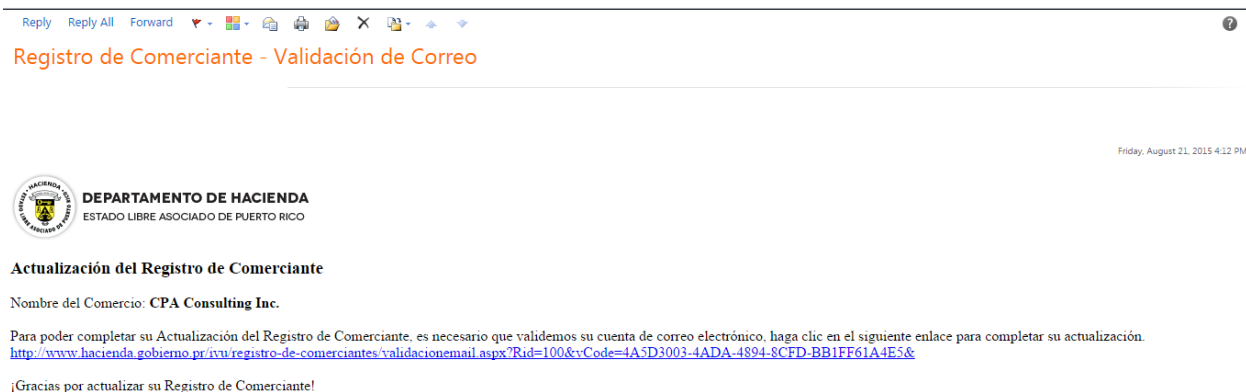 Reply Reply All Forward
Registro de Comerciante - Validación de Correo
Friday, August 21, 2015 4:12 PM
DEPARTAMENTO DE HACIENDA
ESTADO LIBRE ASOCIADO DE PUERTO RICO
Actualización del Registro de Comerciante
Nombre del Comercio: CPA Consulting Inc.
Para poder completar su Actualización del Registro de Comerciante, es necesario que validemos su cuenta de correo electrónico, haga clic en el siguiente enlace para completar su actualización.
http://www.hacienda.gobierno.pr/ivu/registro-de-comerciantes/validacionemail.aspx?Rid=100&vCode=4A5D3003-4ADA-4894-8CFD-BB1FF61A4E5&
¡Gracias por actualizar su Registro de Comerciante!